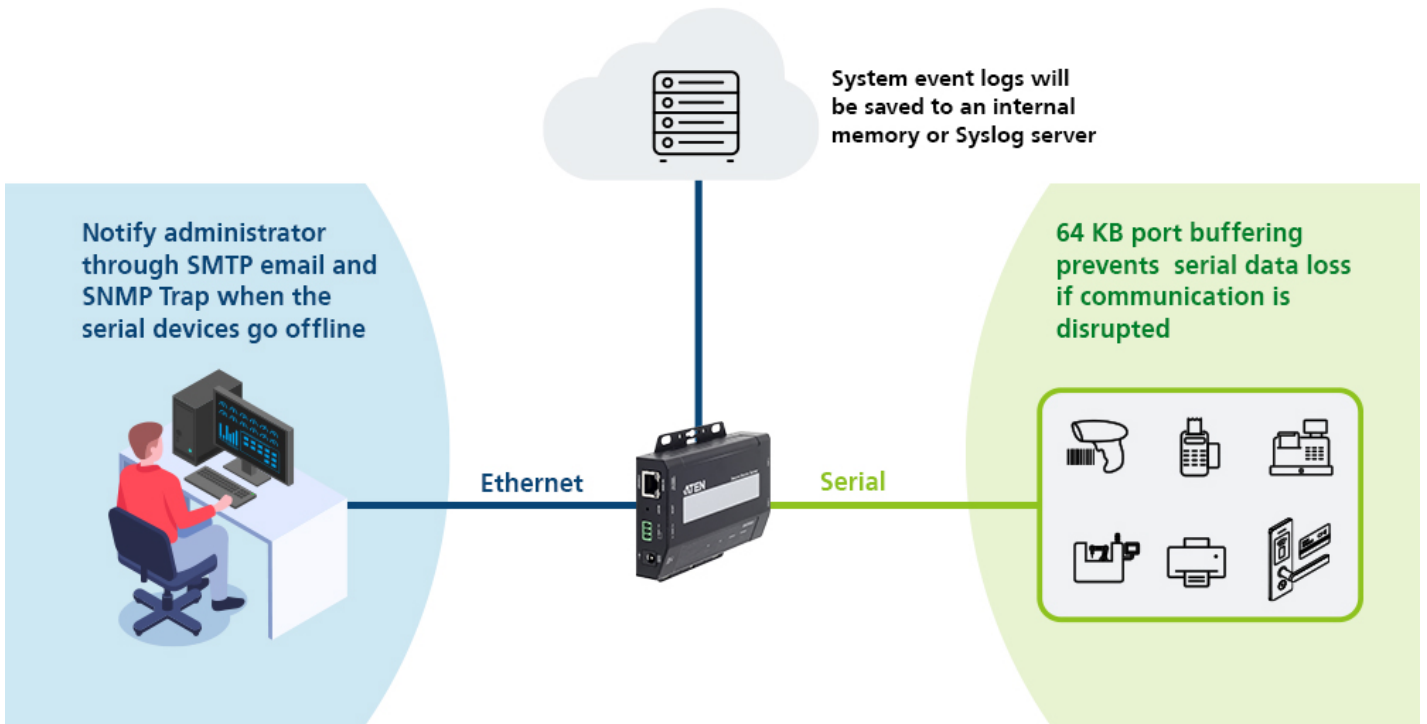 System event logs will
be saved to an internal
memory or Syslog server
Notify administrator
through SMTP email and
SNMP Trap when the
serial devices go offline
64 KB port buffering
prevents serial data loss
if communication is
disrupted
Ethernet
ATEN
Serial